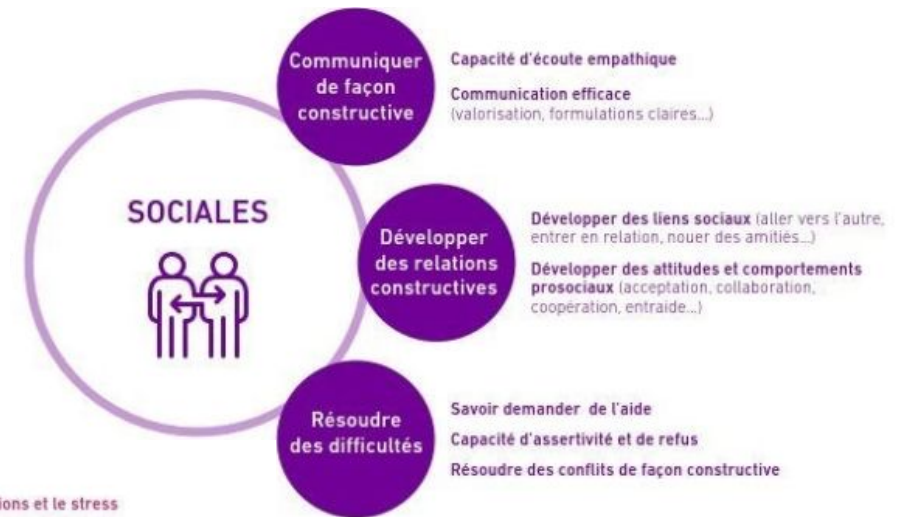 SOCIALES
Communiquer
de façon
constructive
Capacité d'écoute empathique
Communication efficace
(valorisation, formulations claires...)
Développer
des relations
constructives
Développer des liens sociaux (aller vers l'autre,
entrer en relation, nouer des amitiés...)
Développer des attitudes et comportements
prosociaux (acceptation, collaboration,
coopération, entraide...)
Résoudre
des difficultés
Savoir demander de l'aide
Capacité d'assertivité et de refus
Résoudre des conflits de façon constructive
et le stress